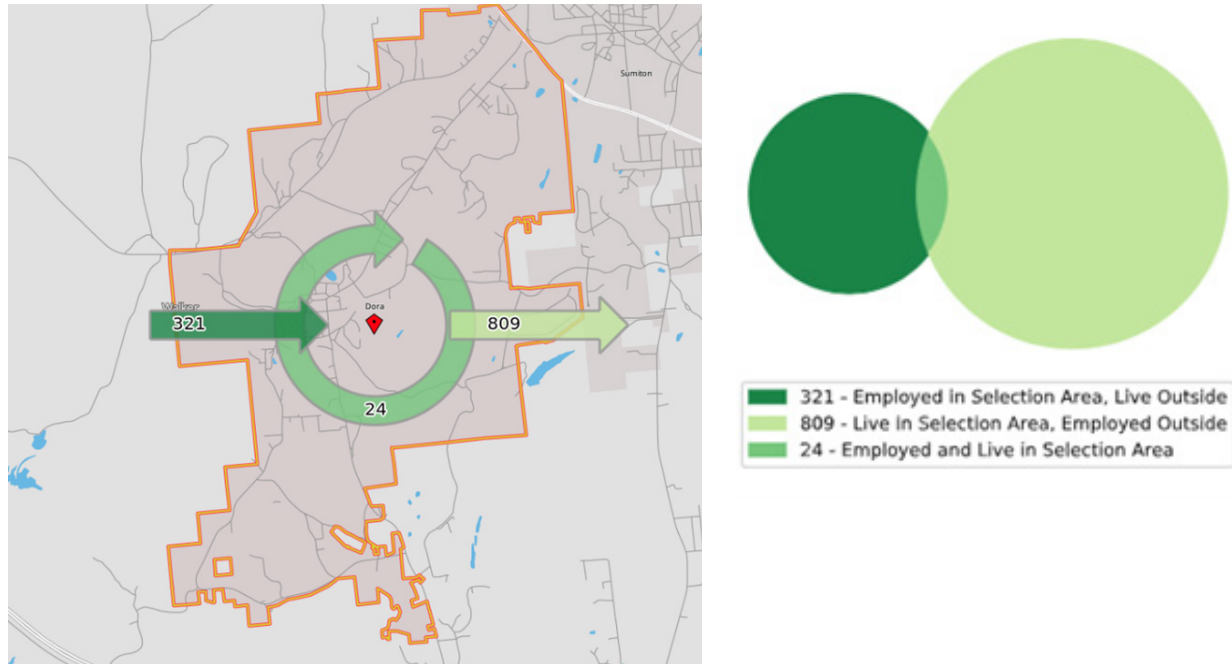 Sumiton
Walker
Dora
321
809
24
321 - Employed in Selection Area, Live Outside
809 - Live in Selection Area, Employed Outside
24 - Employed and Live in Selection Area